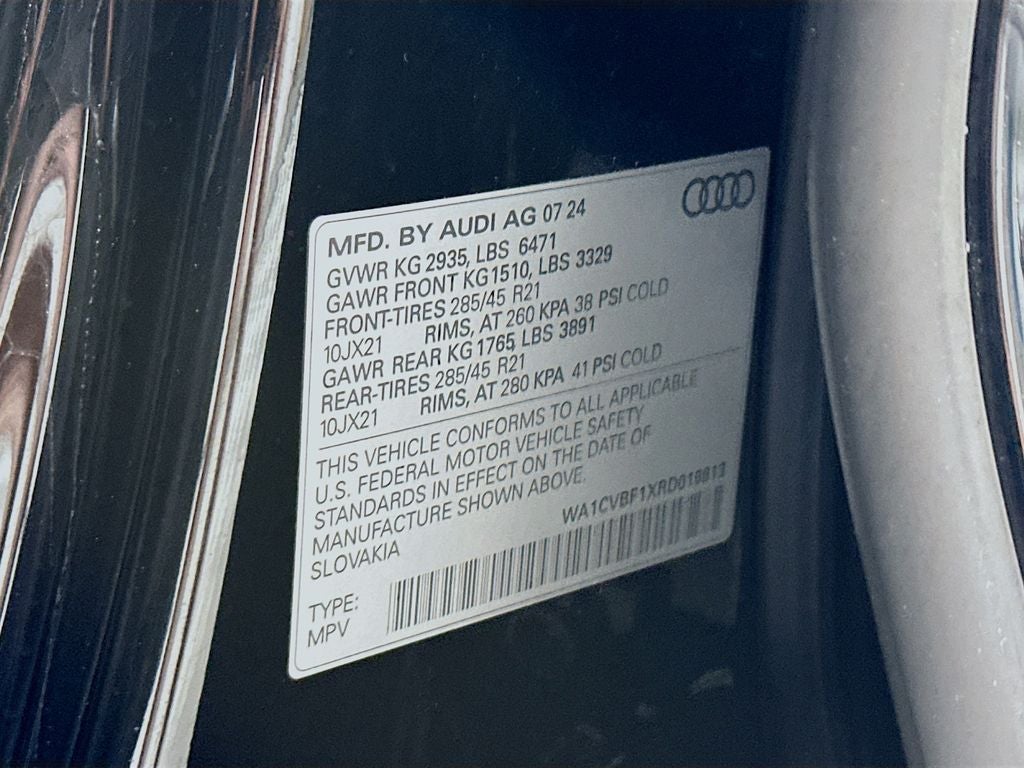 MFD. BY AUDI AG 07 24
GVWR KG 2935, LBS 6471
GAWR FRONT KG1510, LBS 3329
FRONT-TIRES 285/45 R21
10JX21 RIMS, AT 260 KPA 38 PSI COLD
GAWR REAR KG 1765, LBS 3891
REAR-TIRES 285/45 R21
10JX21 RIMS, AT 280 KPA 41 PSI COLD
THIS VEHICLE CONFORMS TO ALL APPLICABLE
U.S. FEDERAL MOTOR VEHICLE SAFETY
STANDARDS IN EFFECT ON THE DATE OF
MANUFACTURE SHOWN ABOVE.
SLOVAKIA
WA1CVBF1XRD018813
TYPE:
MPV